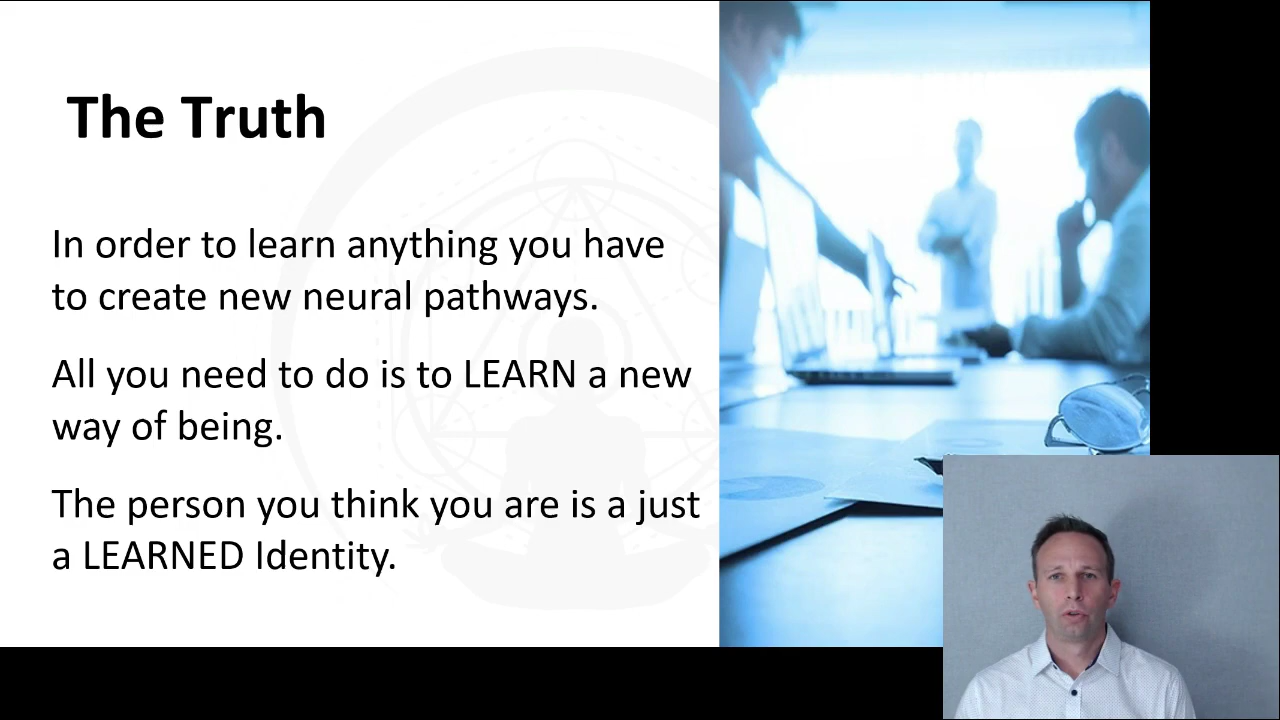 The Truth
In order to learn anything you have
to create new neural pathways.
All you need to do is to LEARN a new
way of being.
The person you think you are is a just
a LEARNED Identity.